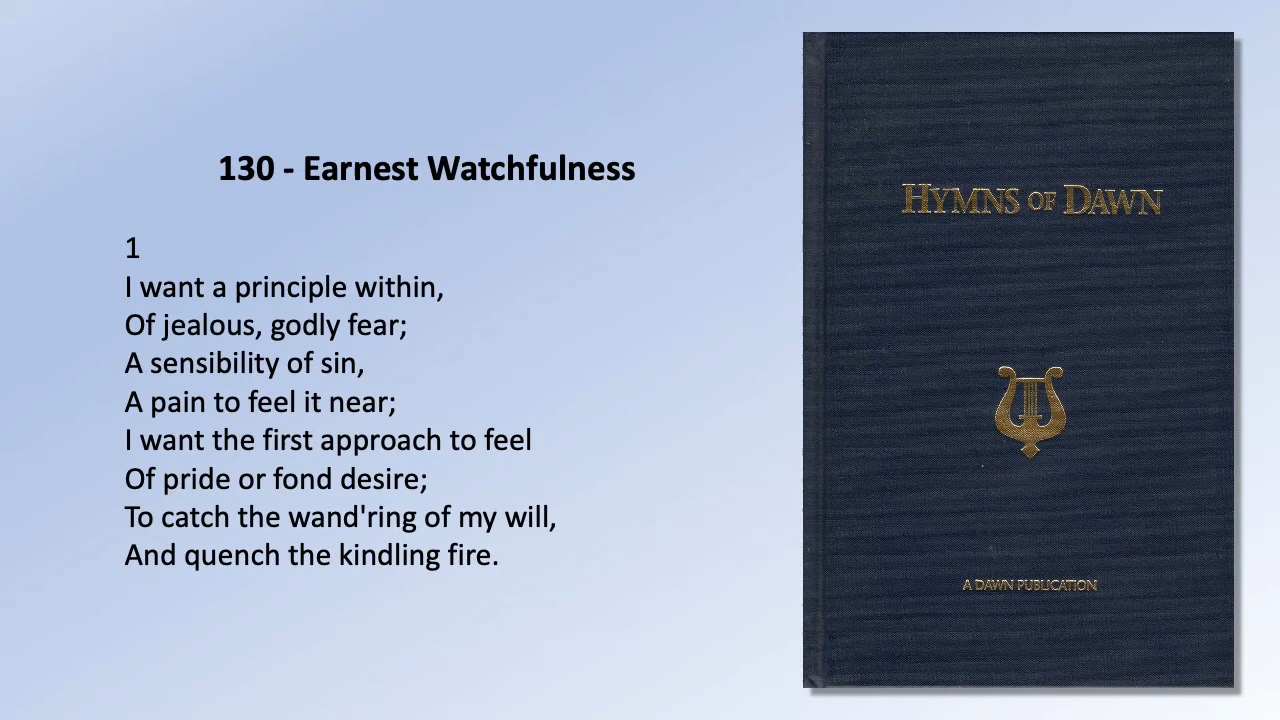 130 - Earnest Watchfulness
1
I want a principle within,
Of jealous, godly fear;
A sensibility of sin,
A pain to feel it near;
I want the first approach to feel
Of pride or fond desire;
To catch the wand'ring of my will,
And quench the kindling fire.
HYMNS OF DAWN
A DAWN PUBLICATION